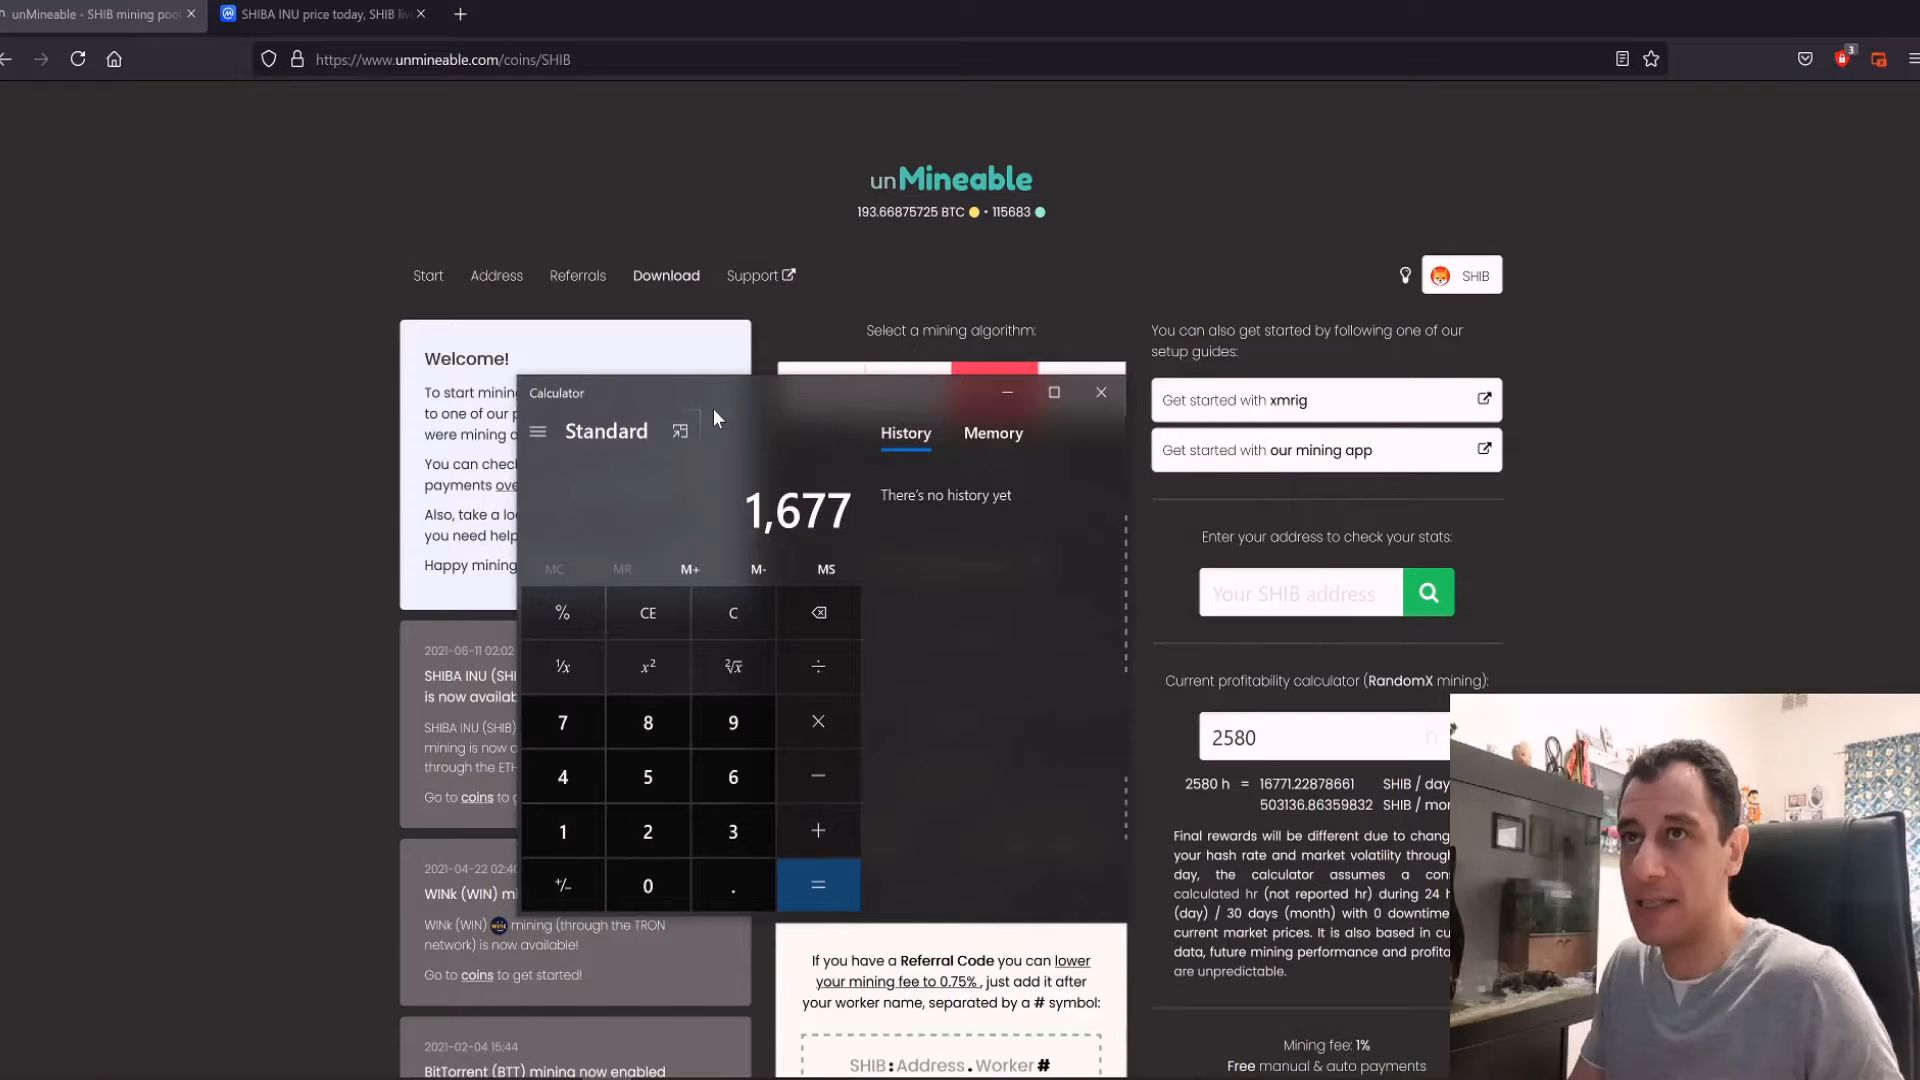 unMineable - SHIB mining pool
SHIBA INU price today, SHIB li
https://www.unmineable.com/coins/SHIB
3
unMineable
193.66875725 BTC • 115683
Start
Address
Referrals
Download
Support
SHIB
Welcome!
To start mining
to one of our p
were mining
You can check
payments ove
Also, take a lo
you need help
Happy mining
Select a mining algorithm:
You can also get started by following one of our
setup guides:
Get started with xmrig
Get started with our mining app
Enter your address to check your stats:
Your SHIB address
Current profitability calculator (RandomX mining):
2580
2580 h = 16771.22878661 SHIB / day
503136.86359832 SHIB / mo
Final rewards will be different due to chang
your hash rate and market volatility through
day, the calculator assumes a cons
calculated hr (not reported hr) during 24 h
(day) / 30 days (month) with 0 downtime
current market prices. It is also based in cu
data, future mining performance and profita
are unpredictable.
Mining fee: 1%
Free manual & auto payments
Calculator
Standard
History
Memory
1,677
There's no history yet
MC MR M+ M- MS
% CE C
1/x x² ²√x ÷
7 8 9 ×
4 5 6 −
1 2 3 +
+/- 0 . =
2021-06-11 02:02
SHIBA INU (SHI
is now availab
SHIBA INU (SHIB)
mining is now a
through the ETH
Go to coins to g
2021-04-22 02:40
WINk (WIN) mi
WINk (WIN) mining (through the TRON
network) is now available!
Go to coins to get started!
2021-02-04 15:44
BitTorrent (BTT) mining now enabled
If you have a Referral Code you can lower
your mining fee to 0.75% , just add it after
your worker name, separated by a # symbol:
SHIB:Address.Worker#